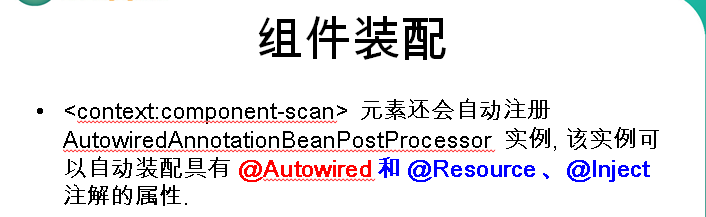 组件装配
• <context:component-scan> 元素还会自动注册
AutowiredAnnotationBeanPostProcessor 实例, 该实例可
以自动装配具有 @Autowired 和 @Resource 、@Inject
注解的属性.